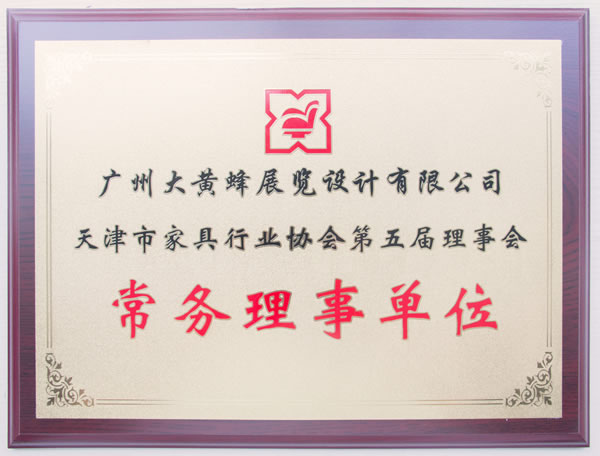 广州大黄蜂展览设计有限公司
天津市家具行业协会第五届理事会
常务理事单位